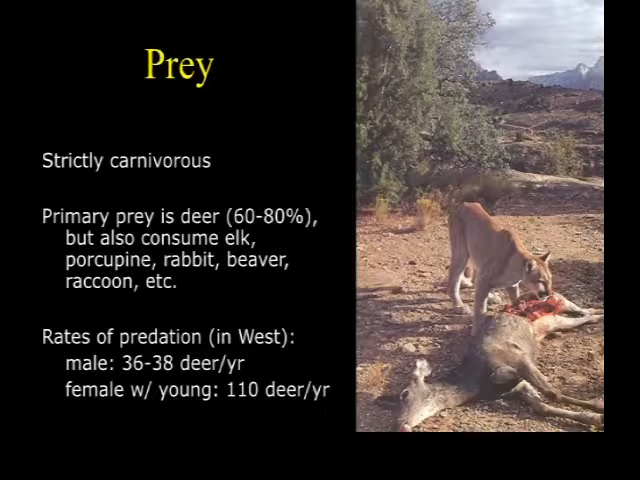 Prey
Strictly carnivorous
Primary prey is deer (60-80%),
but also consume elk,
porcupine, rabbit, beaver,
raccoon, etc.
Rates of predation (in West):
male: 36-38 deer/yr
female w/ young: 110 deer/yr